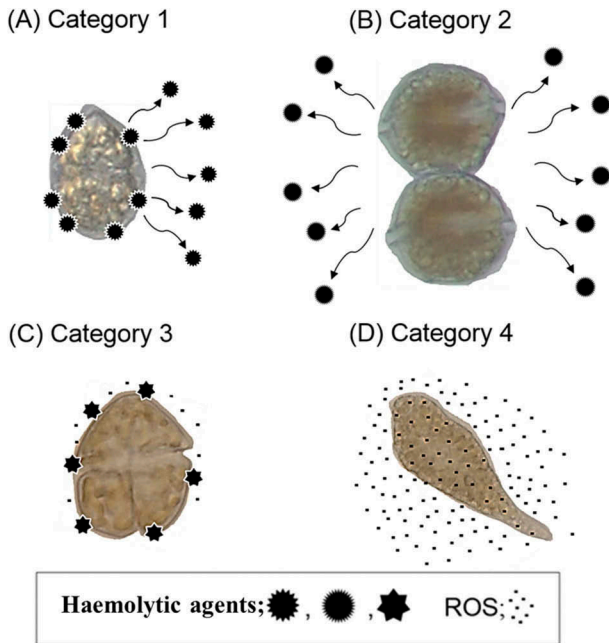 (A) Category 1
(B) Category 2
(C) Category 3
(D) Category 4
Haemolytic agents; , , ROS;